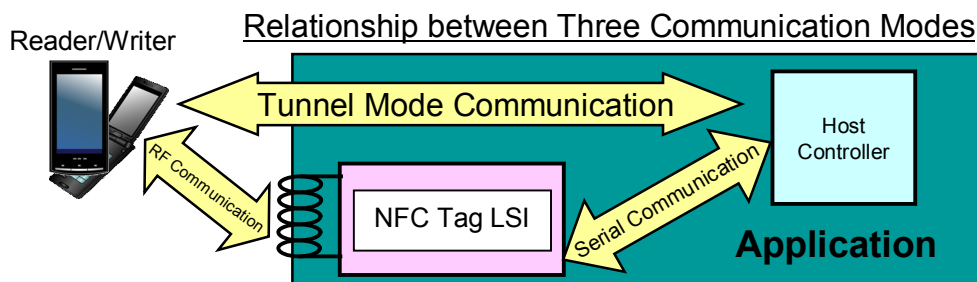 Relationship between Three Communication Modes
Reader/Writer
Tunnel Mode Communication
Host
Controller
RF Communication
Serial Communication
NFC Tag LSI
Application